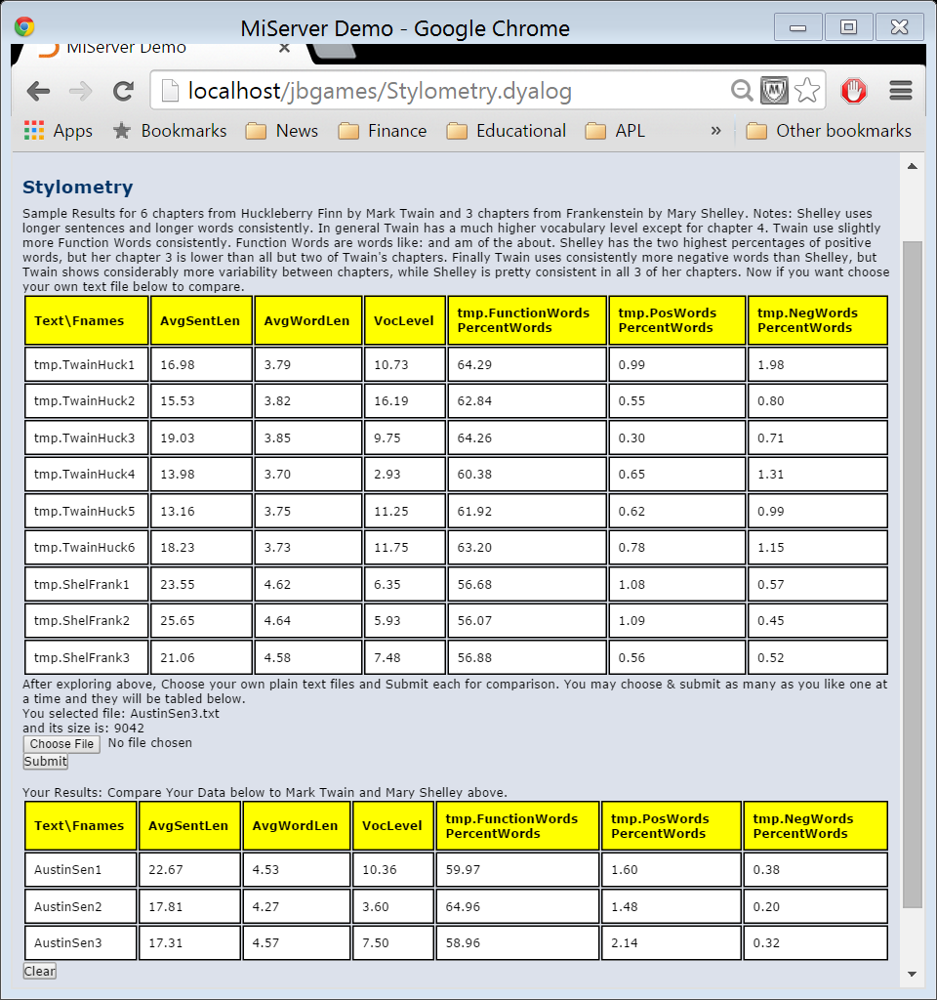 MiServer Demo - Google Chrome
MiServer Demo ×
localhost/jbgames/Stylometry.dyalog
Apps Bookmarks News Finance Educational APL » Other bookmarks
Stylometry
Sample Results for 6 chapters from Huckleberry Finn by Mark Twain and 3 chapters from Frankenstein by Mary Shelley. Notes: Shelley uses
longer sentences and longer words consistently. In general Twain has a much higher vocabulary level except for chapter 4. Twain use slightly
more Function Words consistently. Function Words are words like: and am of the about. Shelley has the two highest percentages of positive
words, but her chapter 3 is lower than all but two of Twain's chapters. Finally Twain uses consistently more negative words than Shelley, but
Twain shows considerably more variability between chapters, while Shelley is pretty consistent in all 3 of her chapters. Now if you want choose
your own text file below to compare.
Text\Fnames AvgSentLen AvgWordLen VocLevel tmp.FunctionWords PercentWords tmp.PosWords PercentWords tmp.NegWords PercentWords
tmp.TwainHuck1 16.98 3.79 10.73 64.29 0.99 1.98
tmp.TwainHuck2 15.53 3.82 16.19 62.84 0.55 0.80
tmp.TwainHuck3 19.03 3.85 9.75 64.26 0.30 0.71
tmp.TwainHuck4 13.98 3.70 2.93 60.38 0.65 1.31
tmp.TwainHuck5 13.16 3.75 11.25 61.92 0.62 0.99
tmp.TwainHuck6 18.23 3.73 11.75 63.20 0.78 1.15
tmp.ShelFrank1 23.55 4.62 6.35 56.68 1.08 0.57
tmp.ShelFrank2 25.65 4.64 5.93 56.07 1.09 0.45
tmp.ShelFrank3 21.06 4.58 7.48 56.88 0.56 0.52
After exploring above, Choose your own plain text files and Submit each for comparison. You may choose & submit as many as you like one at
a time and they will be tabled below.
You selected file: AustinSen3.txt
and its size is: 9042
Choose File No file chosen
Submit
Your Results: Compare Your Data below to Mark Twain and Mary Shelley above.
Text\Fnames AvgSentLen AvgWordLen VocLevel tmp.FunctionWords PercentWords tmp.PosWords PercentWords tmp.NegWords PercentWords
AustinSen1 22.67 4.53 10.36 59.97 1.60 0.38
AustinSen2 17.81 4.27 3.60 64.96 1.48 0.20
AustinSen3 17.31 4.57 7.50 58.96 2.14 0.32
Clear